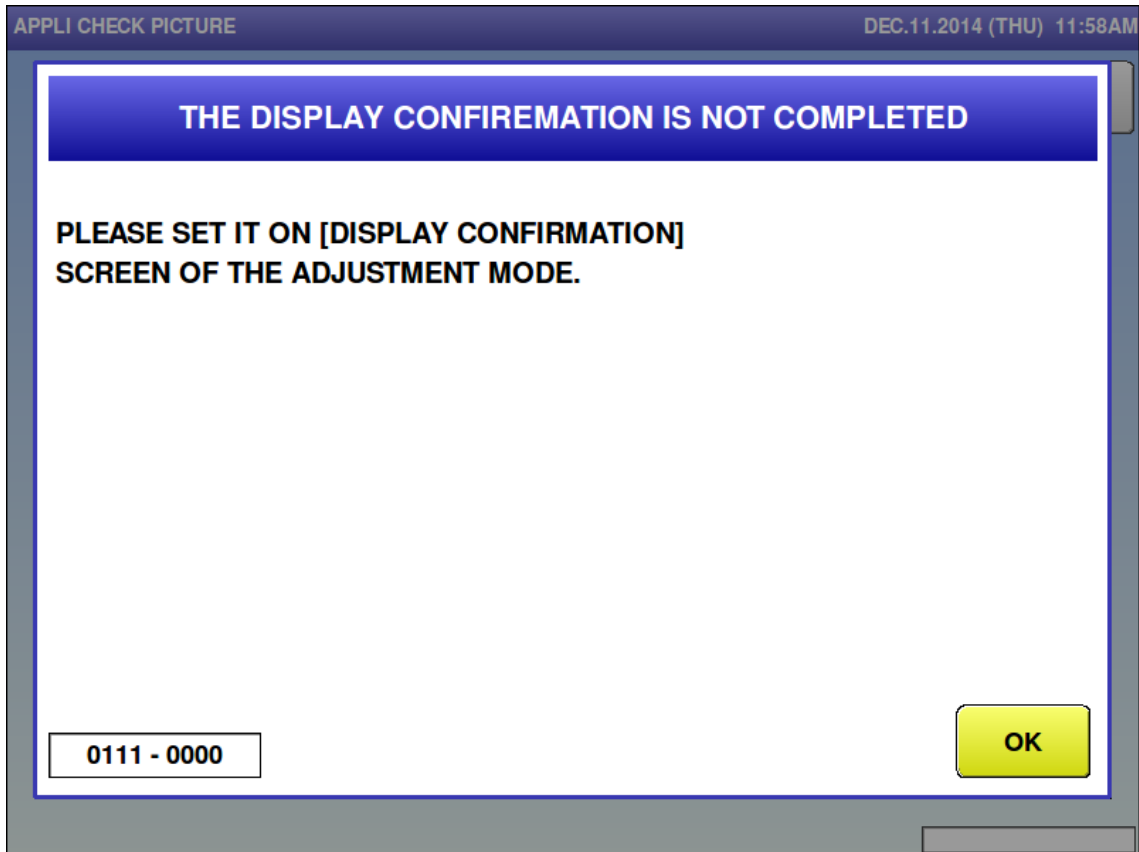 APPLI CHECK PICTURE DEC.11.2014 (THU) 11:58AM
THE DISPLAY CONFIREMATION IS NOT COMPLETED
PLEASE SET IT ON [DISPLAY CONFIRMATION]
SCREEN OF THE ADJUSTMENT MODE.
0111 - 0000
OK